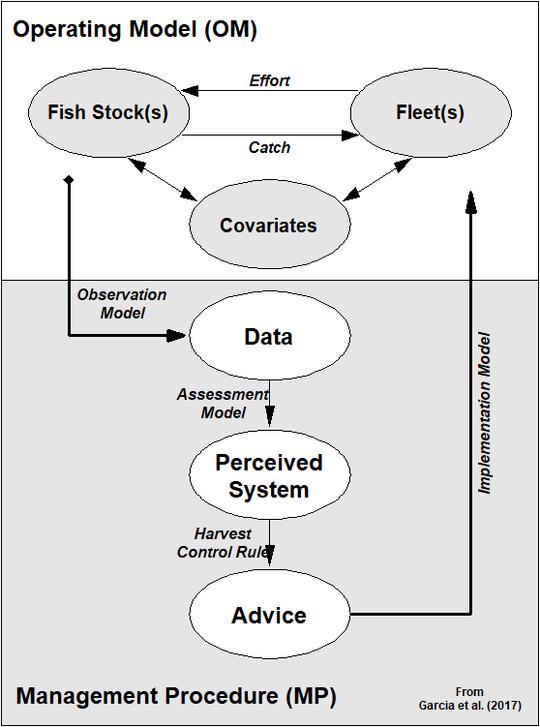 Operating Model (OM)
Effort
Fish Stock(s)
Fleet(s)
Catch
Covariates
Observation
Model
Data
Assessment
Model
Implementation Model
Perceived
System
Harvest
Control Rule
Advice
Management Procedure (MP)
From
Garcia et al. (2017)